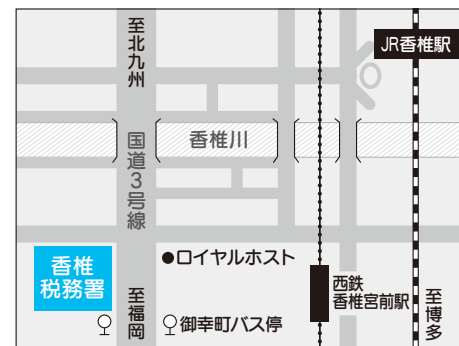 至北九州
JR香椎駅
国道3号線
香椎川
香椎
税務署
●ロイヤルホスト
西鉄
香椎宮前駅
至福岡
御幸町バス停
至博多